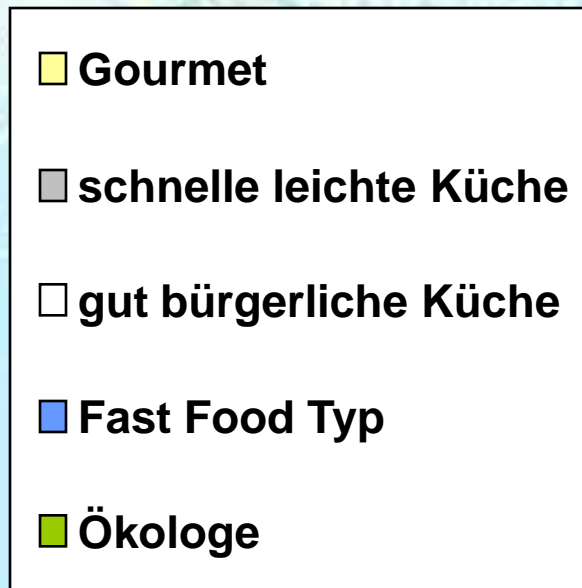 Gourmet
schnelle leichte Küche
gut bürgerliche Küche
Fast Food Typ
Ökologe